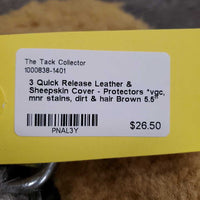 The Tack Collector
1000838-1401
3 Quick Release Leather &
Sheepskin Cover - Protectors *vgc,
mnr stains, dirt & hair Brown 5.5"
PNAL3Y
$26.50